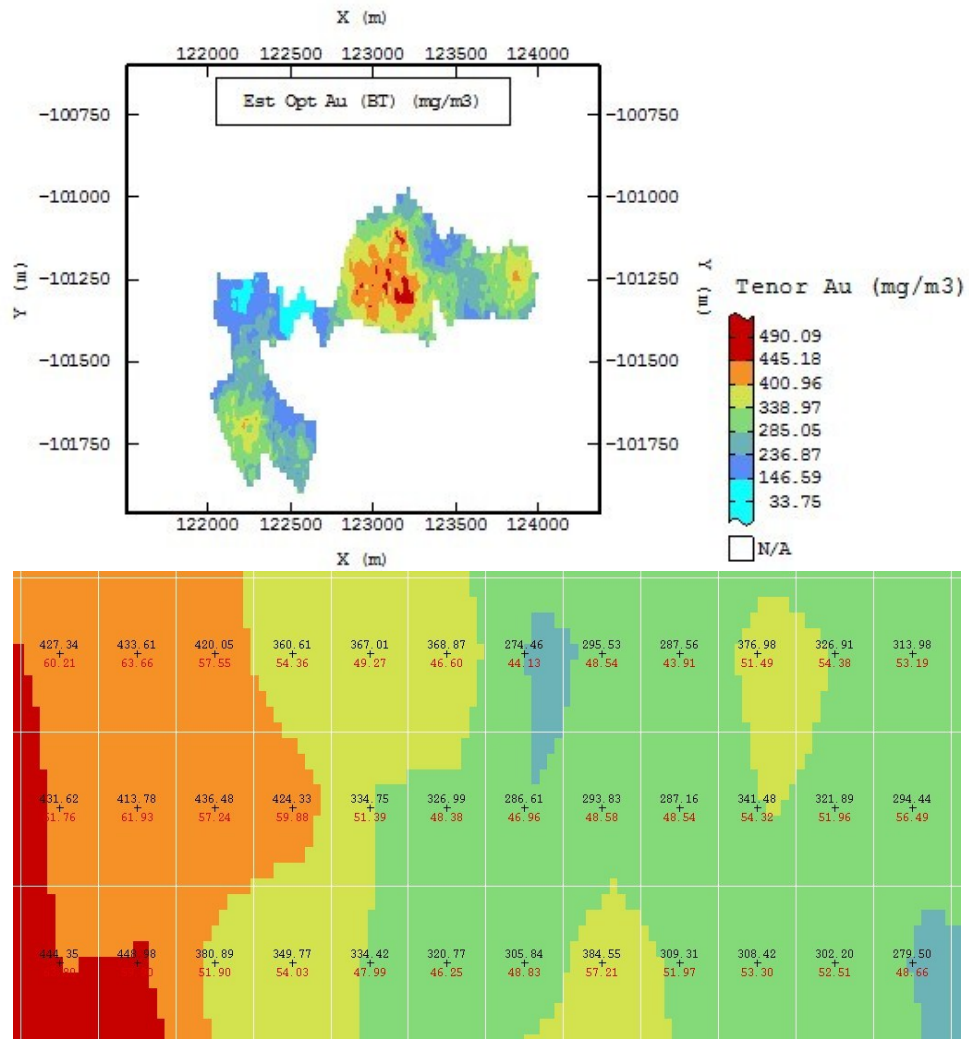 X (m)
122000 122500 123000 123500 124000
Est Opt Au (BT) (mg/m3)
-100750 -100750
-101000 -101000
-101250 -101250
-101500 -101500
-101750 -101750
Y (m)
Y (m)
122000 122500 123000 123500 124000
X (m)
Tenor Au (mg/m3)
490.09
445.18
400.96
338.97
285.05
236.87
146.59
33.75
N/A
427.34 433.61 420.05 360.61 367.01 368.87 274.46 295.53 287.56 376.98 326.91 313.98
60.21 63.66 57.55 54.36 49.27 46.60 44.13 48.54 43.91 51.49 54.38 53.19
431.62 413.78 436.48 424.33 334.75 326.99 286.61 293.83 287.16 341.48 321.89 294.44
61.93 57.24 59.88 51.39 48.38 46.96 48.58 48.54 54.32 51.96 56.49
444.35 448.98 380.89 349.77 334.42 320.77 305.84 384.55 309.31 308.42 302.20 279.50
51.90 54.03 47.99 46.25 48.83 57.21 51.97 53.30 52.51 48.66